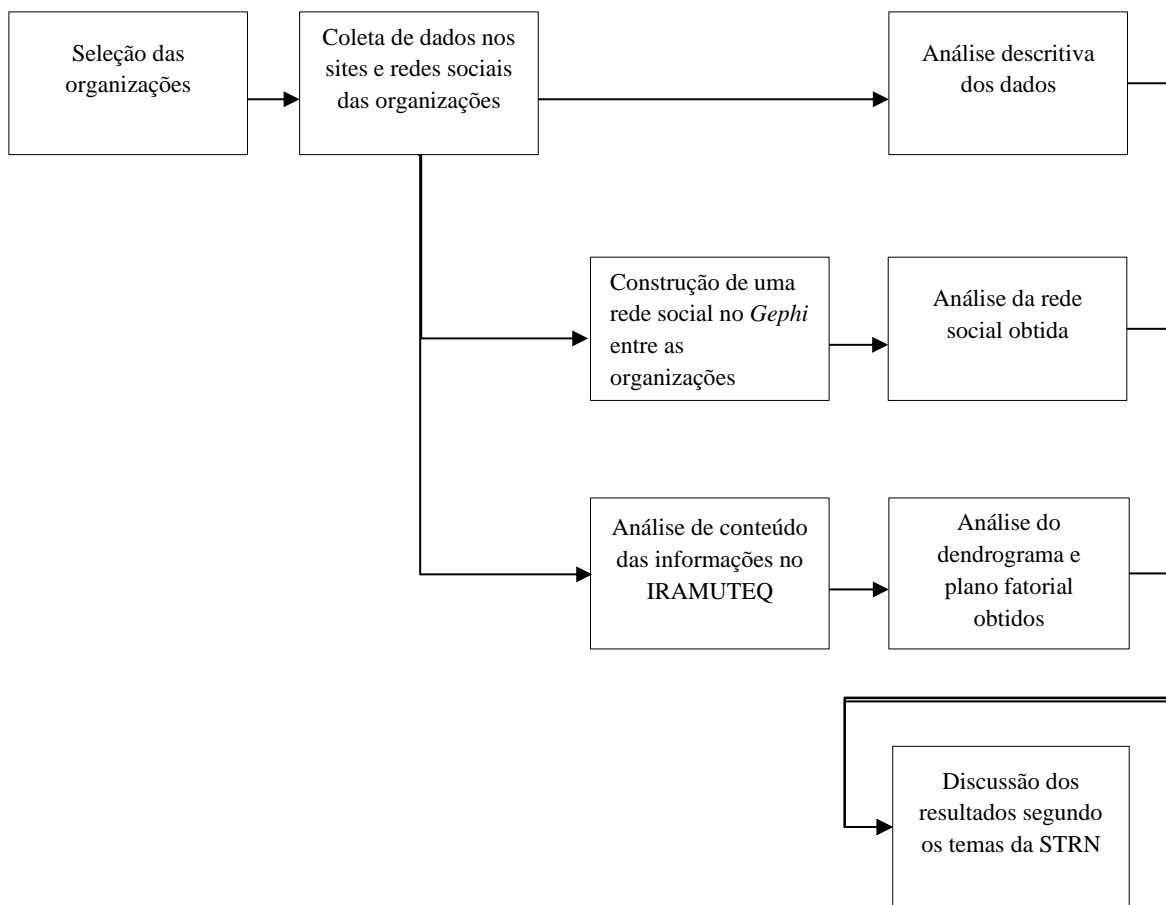 Seleção das
organizações
Coleta de dados nos
sites e redes sociais
das organizações
Análise descritiva
dos dados
Construção de uma
rede social no Gephi
entre as
organizações
Análise da rede
social obtida
Análise de conteúdo
das informações no
IRAMUTEQ
Análise do
dendrograma e
plano fatorial
obtidos
Discussão dos
resultados segundo
os temas da STRN